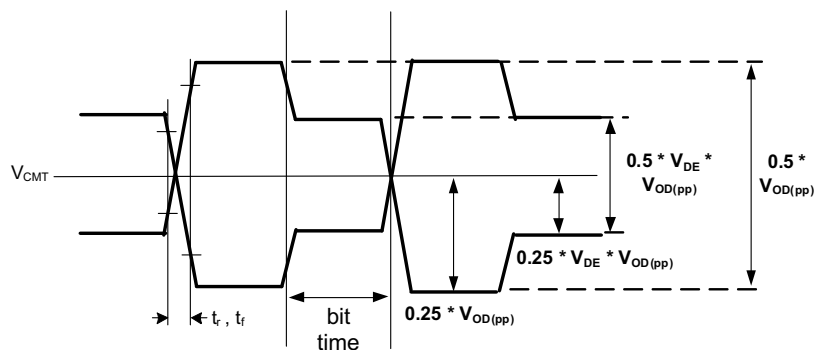 V_CMT
0.5 * V_DE *
V_OD(pp)
0.5 *
V_OD(pp)
0.25 * V_DE * V_OD(pp)
0.25 * V_OD(pp)
t_r , t_f
bit
time